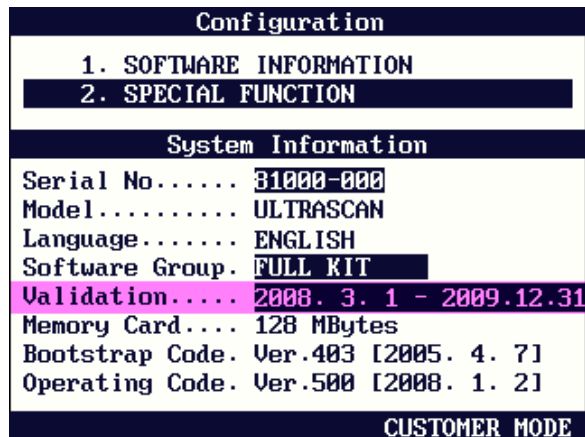 Configuration
1. SOFTWARE INFORMATION
2. SPECIAL FUNCTION
System Information
Serial No...... 81000-000
Model.......... ULTRASCAN
Language....... ENGLISH
Software Group. FULL KIT
Validation..... 2008. 3. 1 - 2009.12.31
Memory Card.... 128 MBytes
Bootstrap Code. Ver.403 [2005. 4. 7]
Operating Code. Ver.500 [2008. 1. 2]
CUSTOMER MODE